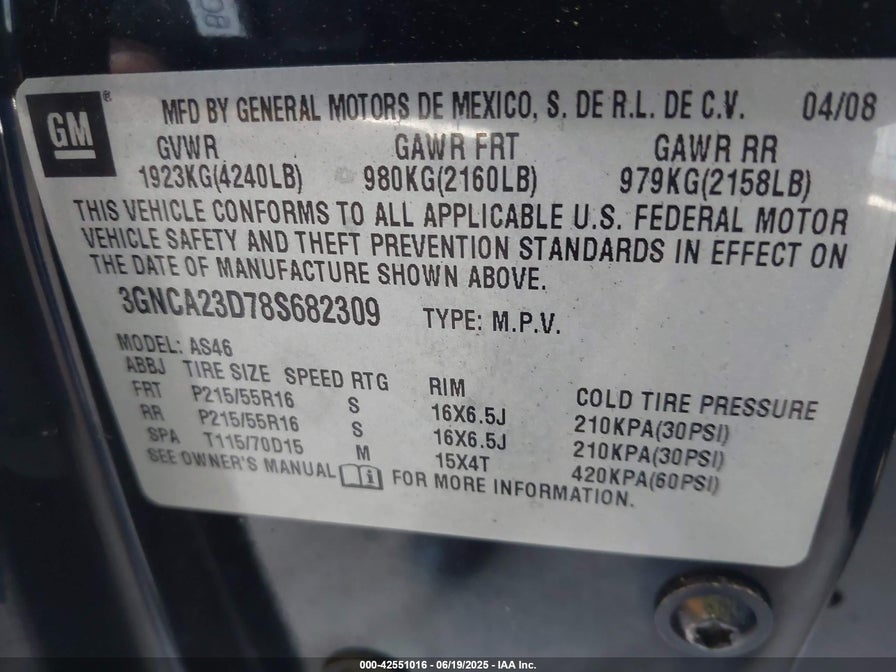 GM ®
MFD BY GENERAL MOTORS DE MEXICO, S. DE R.L. DE C.V. 04/08
GVWR GAWR FRT GAWR RR
1923KG(4240LB) 980KG(2160LB) 979KG(2158LB)
THIS VEHICLE CONFORMS TO ALL APPLICABLE U.S. FEDERAL MOTOR
VEHICLE SAFETY AND THEFT PREVENTION STANDARDS IN EFFECT ON
THE DATE OF MANUFACTURE SHOWN ABOVE.
3GNCA23D78S682309 TYPE: M.P.V.
MODEL: AS46
ABBJ TIRE SIZE SPEED RTG RIM COLD TIRE PRESSURE
FRT P215/55R16 S 16X6.5J 210KPA(30PSI)
RR P215/55R16 S 16X6.5J 210KPA(30PSI)
SPA T115/70D15 M 15X4T 420KPA(60PSI)
SEE OWNER'S MANUAL i FOR MORE INFORMATION.
000-42551016 - 06/19/2025 - IAA Inc.